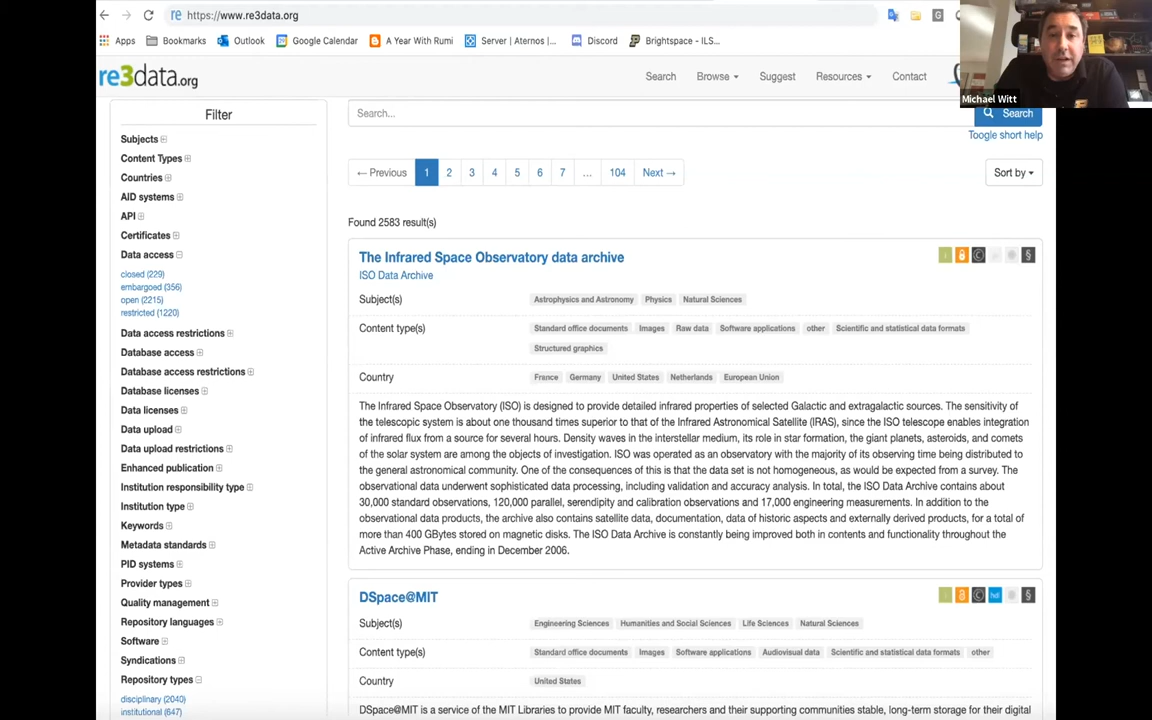 re https://www.re3data.org
Apps Bookmarks Outlook Google Calendar A Year With Rumi Server | Aternos |... Discord Brightspace - ILS...
Michael Witt
re3data.org
Search Browse Suggest Resources Contact
Filter
Subjects
Content Types
Countries
AID systems
API
Certificates
Data access
closed (229)
embargoed (356)
open (2215)
restricted (1220)
Data access restrictions
Database access
Database access restrictions
Database licenses
Data licenses
Data upload
Data upload restrictions
Enhanced publication
Institution responsibility type
Institution type
Keywords
Metadata standards
PID systems
Provider types
Quality management
Repository languages
Software
Syndications
Repository types
disciplinary (2040)
institutional (647)
Search... Search
Toogle short help
← Previous 1 2 3 4 5 6 7 ... 104 Next →
Sort by
Found 2583 result(s)
The Infrared Space Observatory data archive
ISO Data Archive
Subject(s) Astrophysics and Astronomy Physics Natural Sciences
Content type(s) Standard office documents Images Raw data Software applications other Scientific and statistical data formats
Structured graphics
Country France Germany United States Netherlands European Union
The Infrared Space Observatory (ISO) is designed to provide detailed infrared properties of selected Galactic and extragalactic sources. The sensitivity of
the telescopic system is about one thousand times superior to that of the Infrared Astronomical Satellite (IRAS), since the ISO telescope enables integration
of infrared flux from a source for several hours. Density waves in the interstellar medium, its role in star formation, the giant planets, asteroids, and comets
of the solar system are among the objects of investigation. ISO was operated as an observatory with the majority of its observing time being distributed to
the general astronomical community. One of the consequences of this is that the data set is not homogeneous, as would be expected from a survey. The
observational data underwent sophisticated data processing, including validation and accuracy analysis. In total, the ISO Data Archive contains about
30,000 standard observations, 120,000 parallel, serendipity and calibration observations and 17,000 engineering measurements. In addition to the
observational data products, the archive also contains satellite data, documentation, data of historic aspects and externally derived products, for a total of
more than 400 GBytes stored on magnetic disks. The ISO Data Archive is constantly being improved both in contents and functionality throughout the
Active Archive Phase, ending in December 2006.
DSpace@MIT
hdl
Subject(s) Engineering Sciences Humanities and Social Sciences Life Sciences Natural Sciences
Content type(s) Standard office documents Images Software applications Audiovisual data Scientific and statistical data formats other
Country United States
DSpace@MIT is a service of the MIT Libraries to provide MIT faculty, researchers and their supporting communities stable, long-term storage for their digital